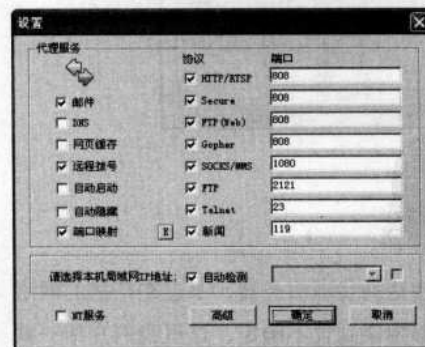 设置
代理服务
协议 端口
HTTP/RTSP 808
邮件 Secure 808
DNS FTP(Web) 808
网页缓存 Gopher 808
远程拨号 SOCKS/MMS 1080
自动启动 FTP 2121
自动隐藏 Telnet 23
端口映射 E 新闻 119
请选择本机局域网IP地址: 自动检测
NT服务 高级 确定 取消